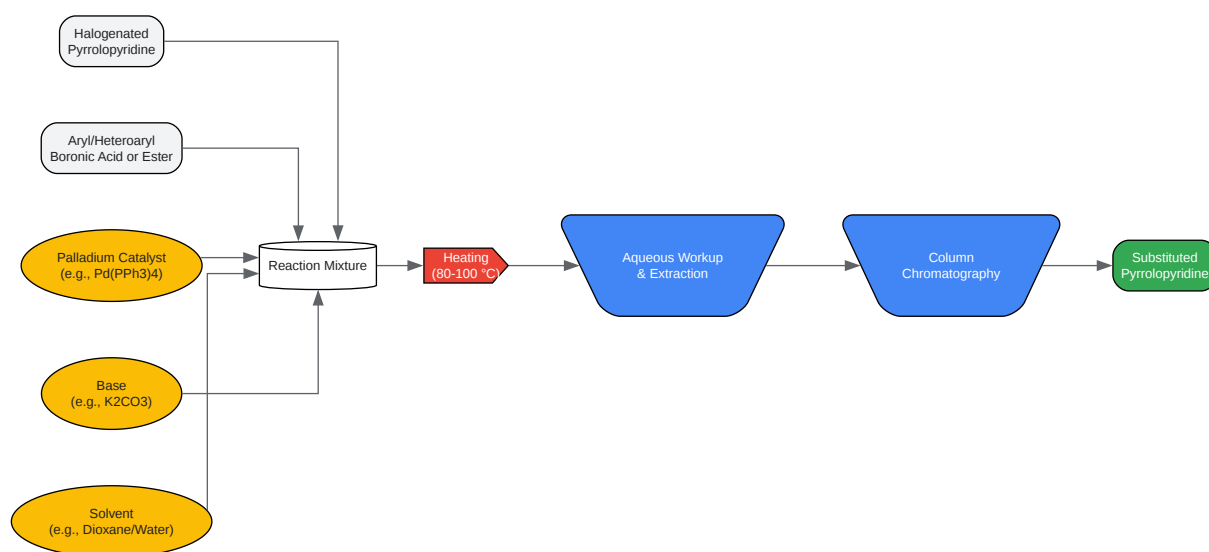 Halogenated
Pyrrolopyridine
Aryl/Heteroaryl
Boronic Acid or Ester
Palladium Catalyst
(e.g., Pd(PPh3)4)
Reaction Mixture
Heating
(80-100 °C)
Aqueous Workup
& Extraction
Column
Chromatography
Substituted
Pyrrolopyridine
Base
(e.g., K2CO3)
Solvent
(e.g., Dioxane/Water)